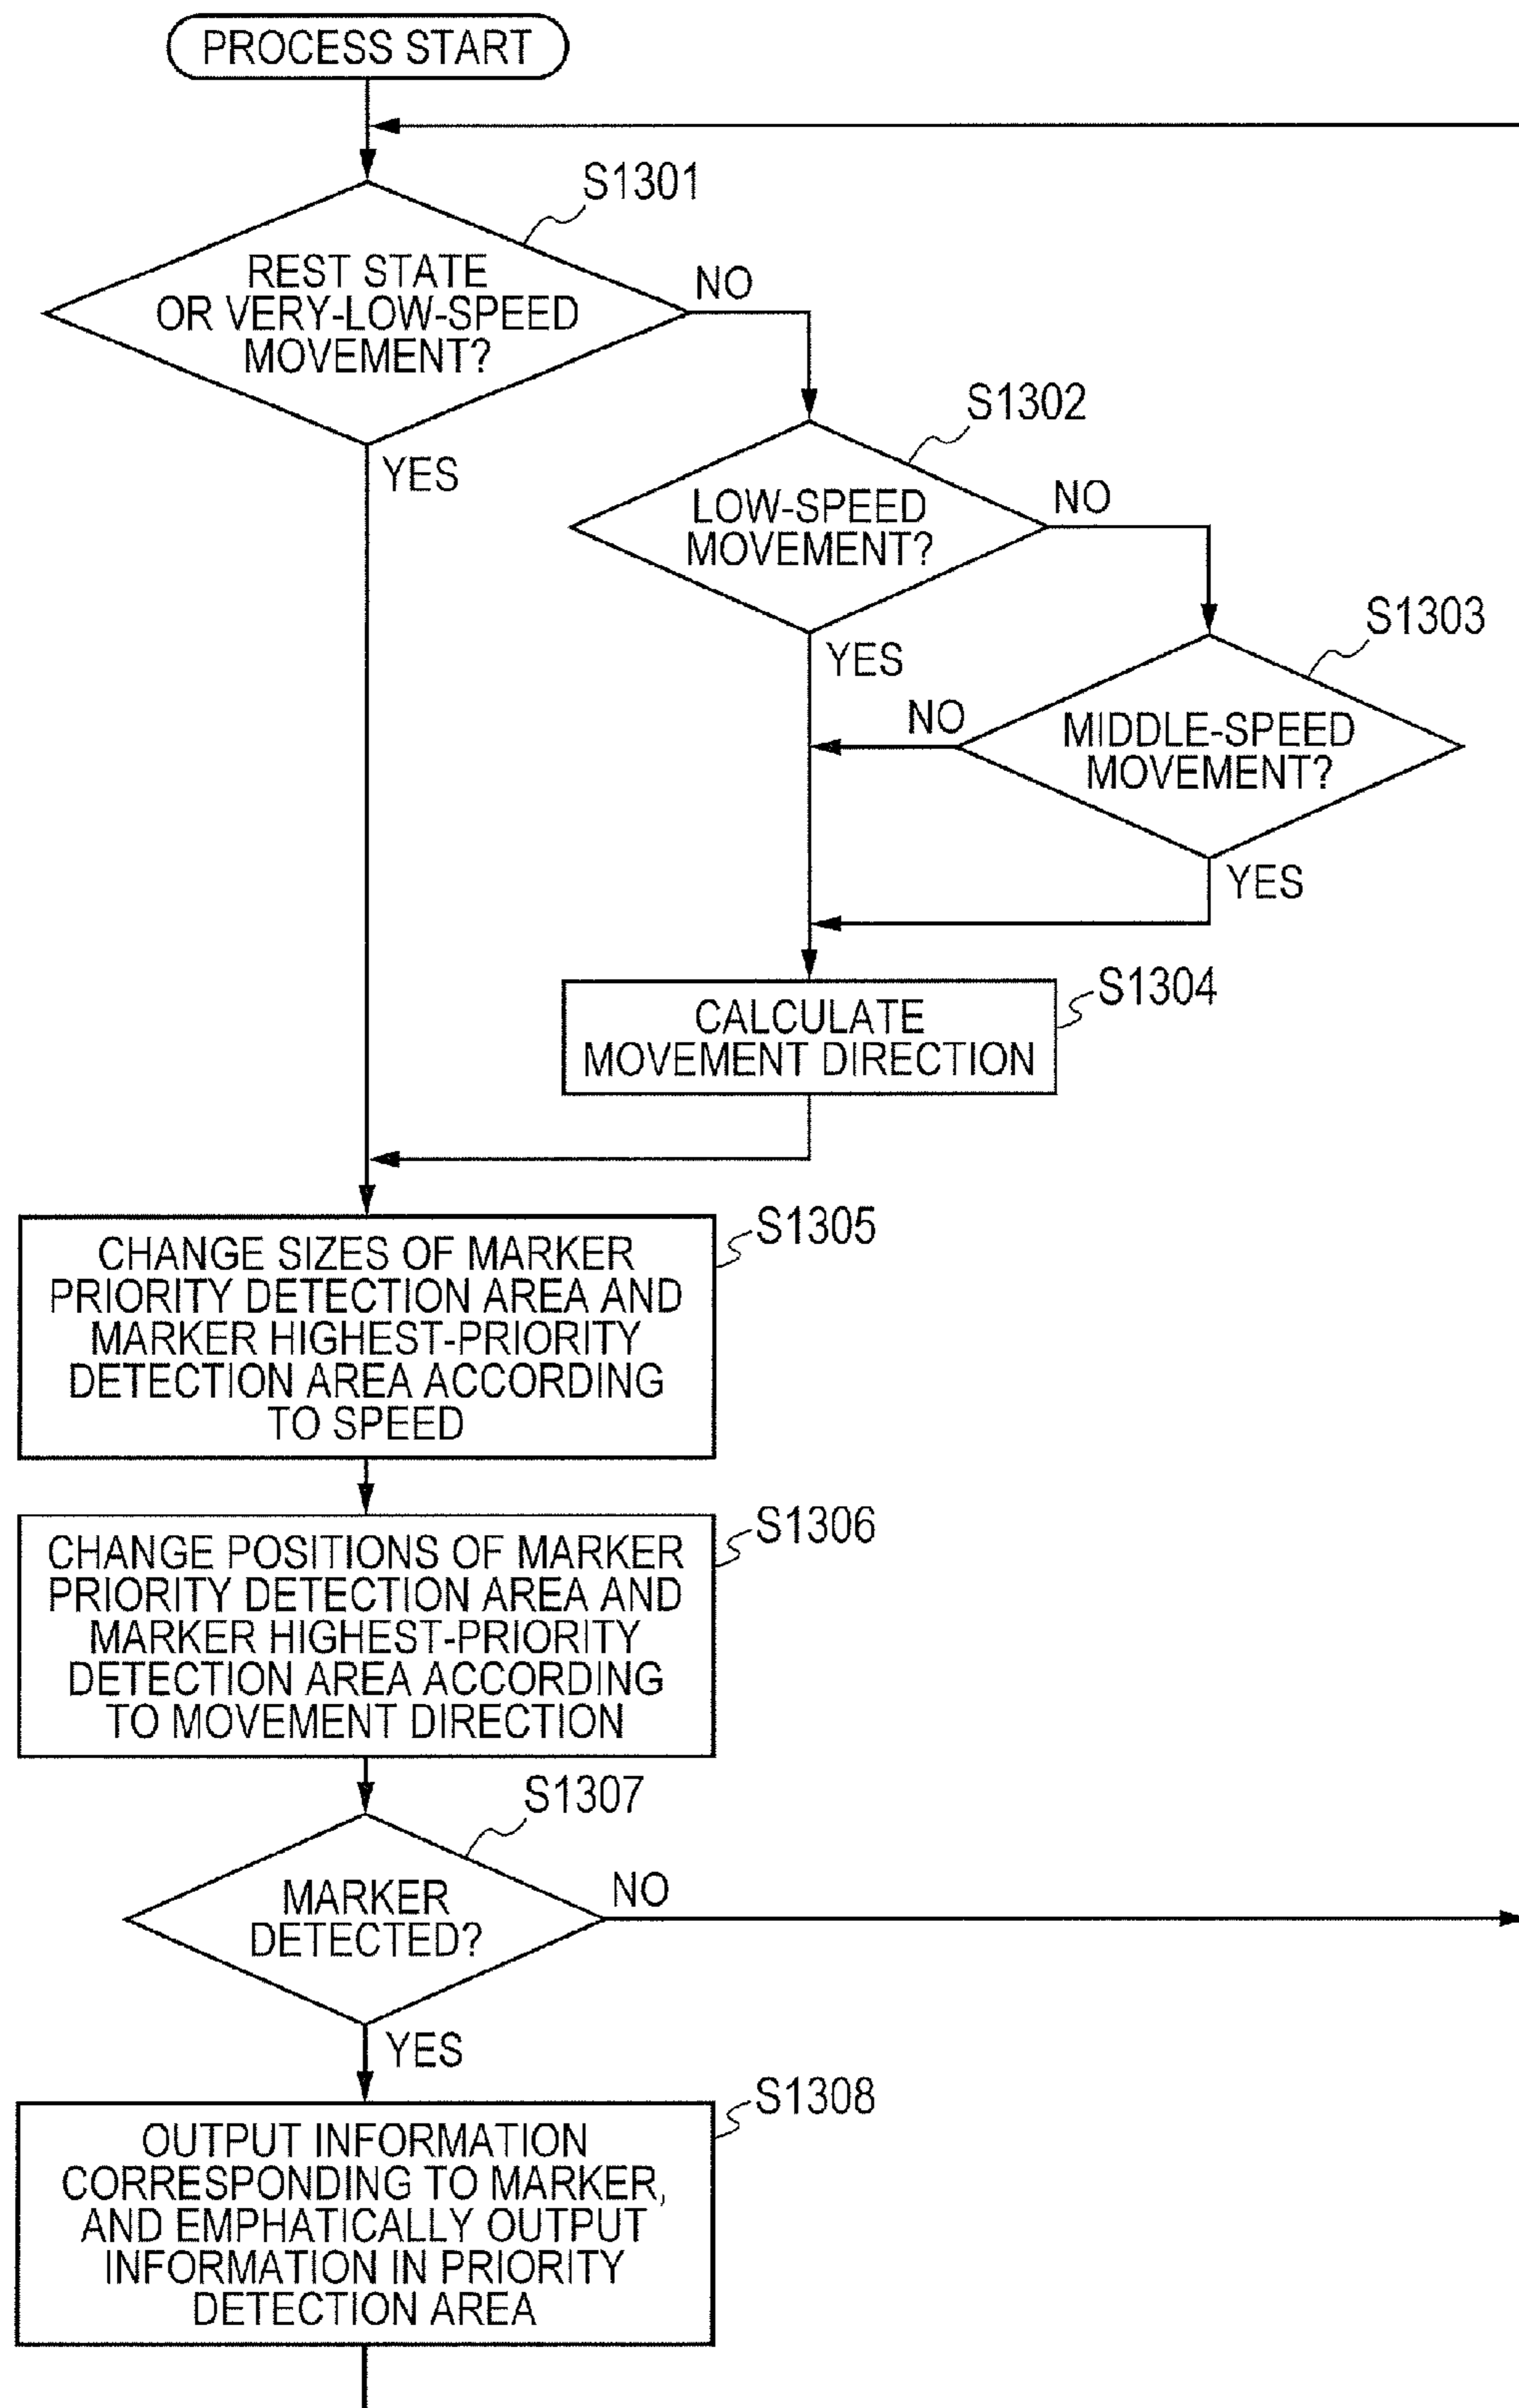 PROCESS START
S1301
REST STATE
OR VERY-LOW-SPEED
MOVEMENT?
NO
YES
S1302
LOW-SPEED
MOVEMENT?
NO
YES
S1303
MIDDLE-SPEED
MOVEMENT?
NO
YES
S1304
CALCULATE
MOVEMENT DIRECTION
S1305
CHANGE SIZES OF MARKER
PRIORITY DETECTION AREA AND
MARKER HIGHEST-PRIORITY
DETECTION AREA ACCORDING
TO SPEED
S1306
CHANGE POSITIONS OF MARKER
PRIORITY DETECTION AREA AND
MARKER HIGHEST-PRIORITY
DETECTION AREA ACCORDING
TO MOVEMENT DIRECTION
S1307
MARKER
DETECTED?
NO
YES
S1308
OUTPUT INFORMATION
CORRESPONDING TO MARKER,
AND EMPHATICALLY OUTPUT
INFORMATION IN PRIORITY
DETECTION AREA